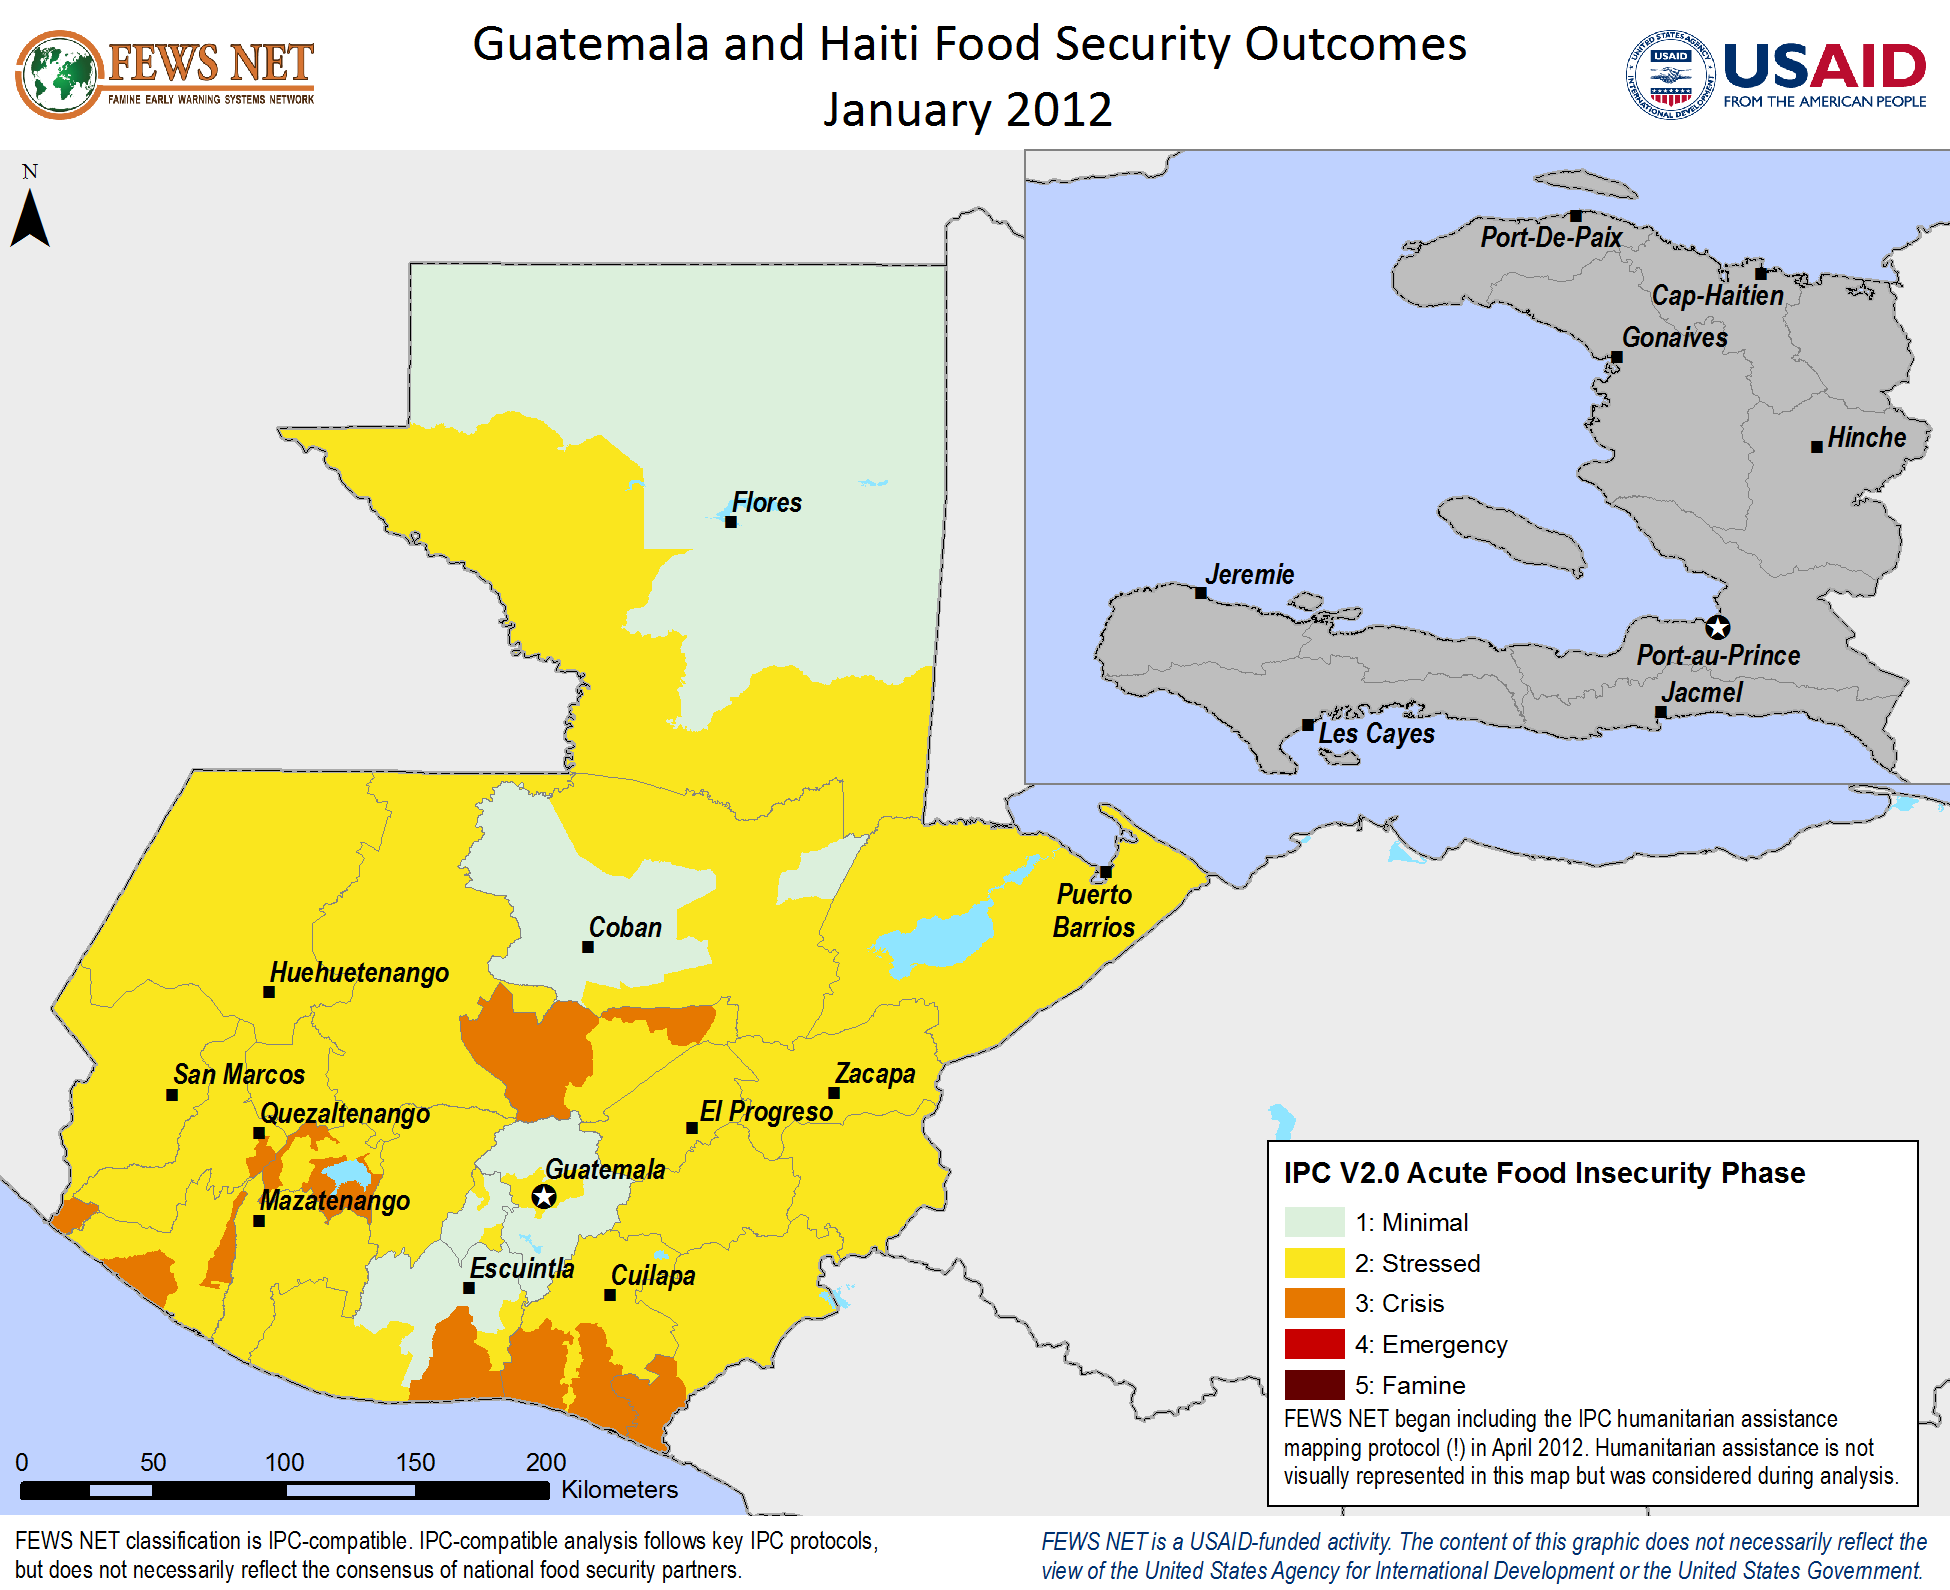 FEWS NET
FAMINE EARLY WARNING SYSTEMS NETWORK
Guatemala and Haiti Food Security Outcomes
January 2012
UNITED STATES AGENCY
USAID
INTERNATIONAL DEVELOPMENT
USAID
FROM THE AMERICAN PEOPLE
N
Port-De-Paix
Cap-Haitien
Gonaives
Hinche
Jeremie
Port-au-Prince
Jacmel
Les Cayes
Flores
Puerto
Barrios
Coban
Huehuetenango
San Marcos
Zacapa
Quezaltenango
El Progreso
Guatemala
Mazatenango
Escuintla
Cuilapa
IPC V2.0 Acute Food Insecurity Phase
1: Minimal
2: Stressed
3: Crisis
4: Emergency
5: Famine
FEWS NET began including the IPC humanitarian assistance
mapping protocol (!) in April 2012. Humanitarian assistance is not
visually represented in this map but was considered during analysis.
0 50 100 150 200
Kilometers
FEWS NET classification is IPC-compatible. IPC-compatible analysis follows key IPC protocols,
but does not necessarily reflect the consensus of national food security partners.
FEWS NET is a USAID-funded activity. The content of this graphic does not necessarily reflect the
view of the United States Agency for International Development or the United States Government.